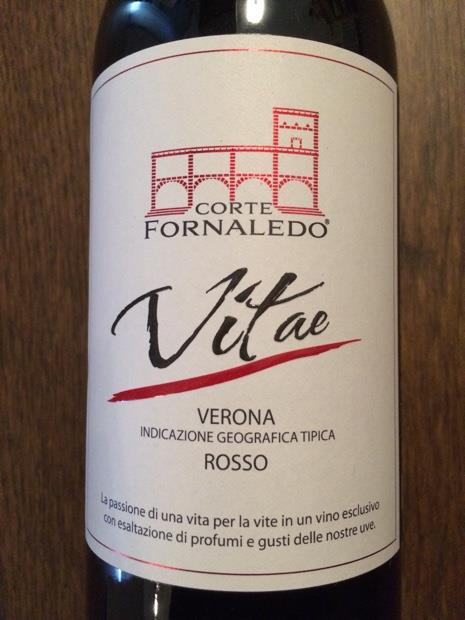 CORTE
FORNALEDO®
Vitae
VERONA
INDICAZIONE GEOGRAFICA TIPICA
ROSSO
La passione di una vita per la vite in un vino esclusivo
con esaltazione di profumi e gusti delle nostre uve.